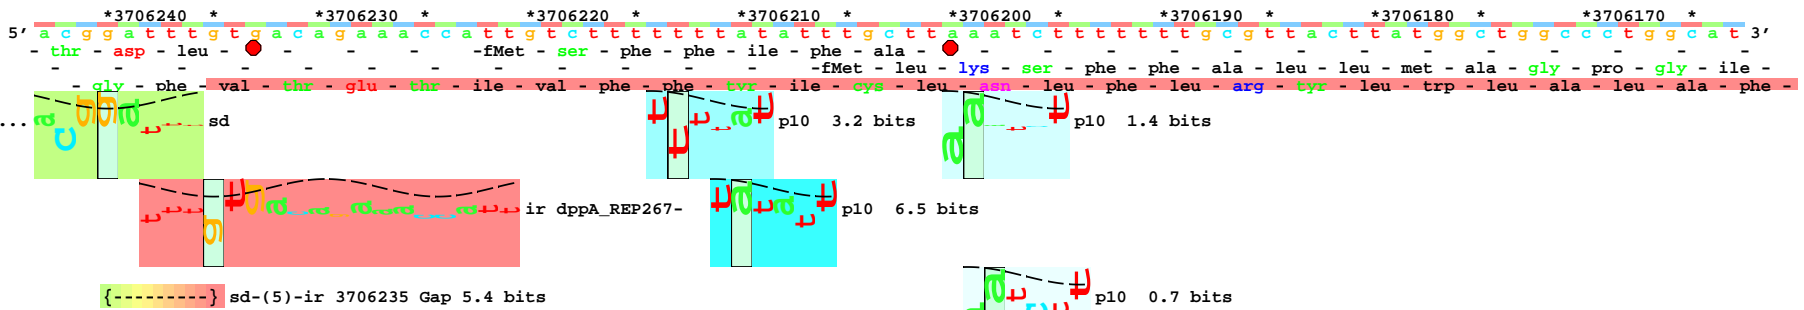 *3706240 * *3706230 * *3706220 * *3706210 * *3706200 * *3706190 * *3706180 * *3706170 *
5' a c g g a t t t g t g a c a g a a a c c a t t g t c t t t t t t t a t a t t t g c t t a a a t c t t t t t t t g c g t t a c t t a t g g c t g g c c c t g g c a t 3'
- thr - asp - leu - - - - -fMet - ser - phe - phe - ile - phe - ala - - - - - - - - - - - - -
- - - - - - - - - - - - -fMet - leu - lys - ser - phe - phe - ala - leu - leu - met - ala - gly - pro - gly - ile -
- gly - phe - val - thr - glu - thr - ile - val - phe - phe - tyr - ile - cys - leu - asn - leu - phe - leu - arg - tyr - leu - trp - leu - ala - leu - ala - phe -
... a c g g a t t t t sd
t t t a t t p10 3.2 bits
a a t t t t p10 1.4 bits
t t t g t g a c a g a a a c c a t t ir dppA_REP267-
t a t a t t p10 6.5 bits
{---------} sd-(5)-ir 3706235 Gap 5.4 bits
a a t c t t p10 0.7 bits